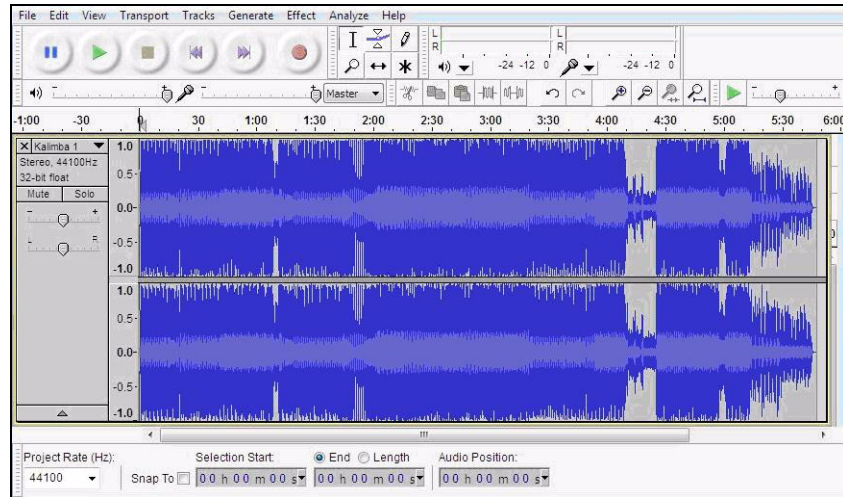 File Edit View Transport Tracks Generate Effect Analyze Help
L
R
-24 -12 0
L
R
-24 -12 0
Master
-1:00 -30 0 30 1:00 1:30 2:00 2:30 3:00 3:30 4:00 4:30 5:00 5:30 6:00
X Kalimba 1
Stereo, 44100Hz
32-bit float
Mute Solo
- +
L R
1.0
0.5
0.0
-0.5
-1.0
1.0
0.5
0.0
-0.5
-1.0
Project Rate (Hz): Selection Start: End Length Audio Position:
44100 Snap To 00 h 00 m 00 s 00 h 00 m 00 s 00 h 00 m 00 s